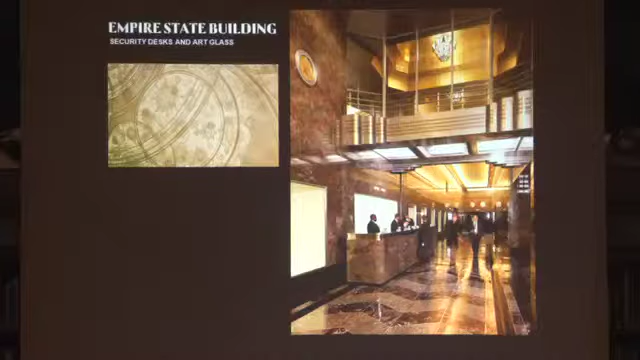 EMPIRE STATE BUILDING
SECURITY DESKS AND ART GLASS